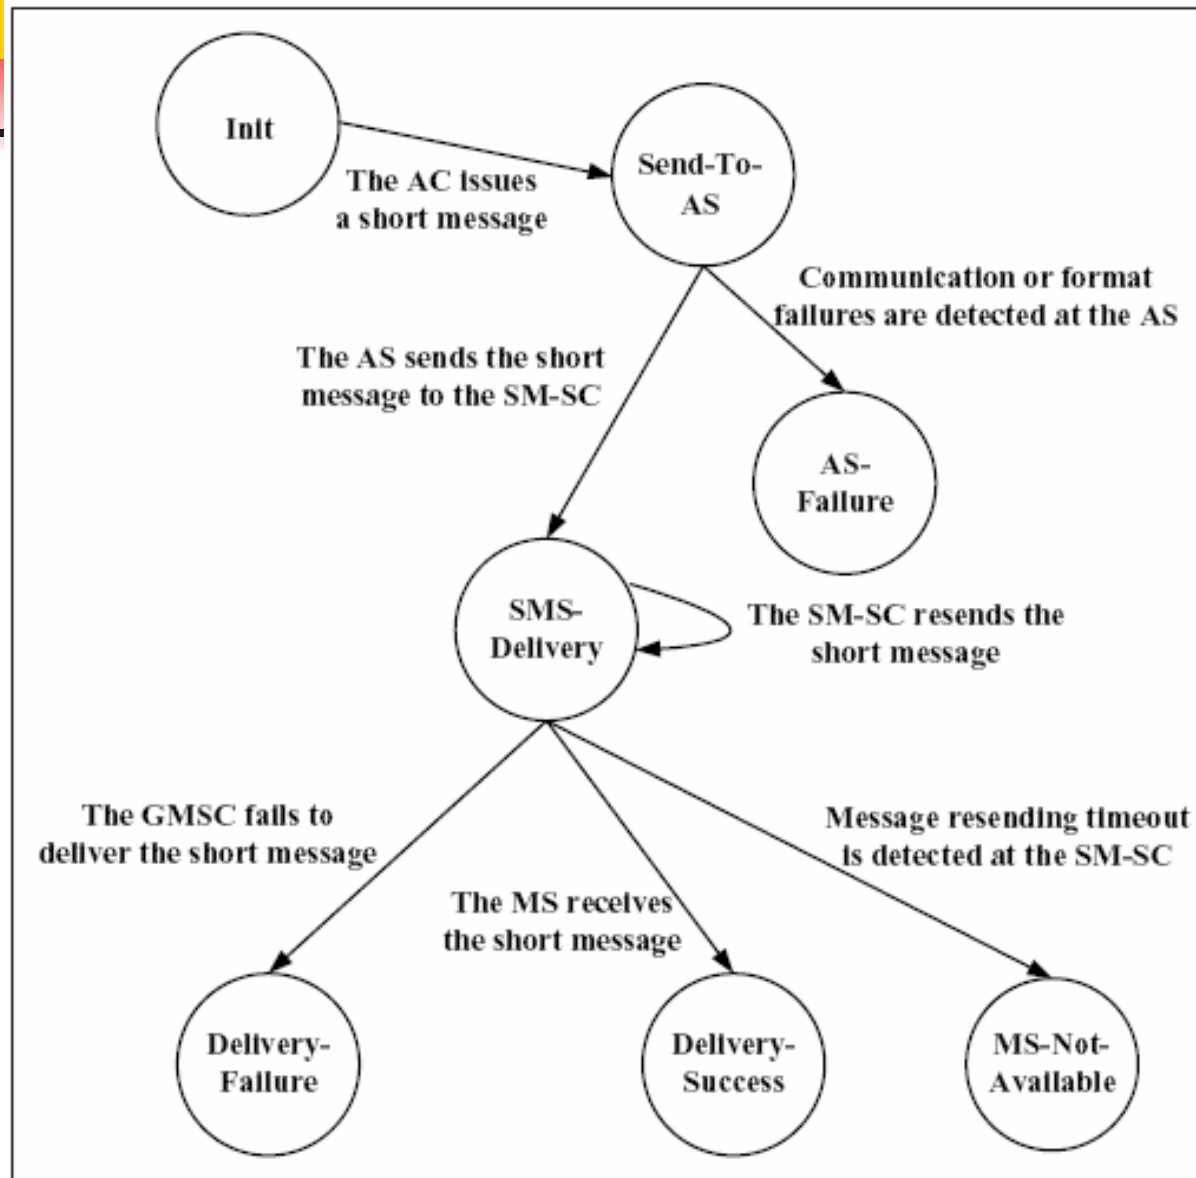 Init
The AC issues
a short message
Send-To-
AS
Communication or format
failures are detected at the AS
The AS sends the short
message to the SM-SC
AS-
Failure
SMS-
Delivery
The SM-SC resends the
short message
The GMSC fails to
deliver the short message
The MS receives
the short message
Message resending timeout
is detected at the SM-SC
Delivery-
Failure
Delivery-
Success
MS-Not-
Available